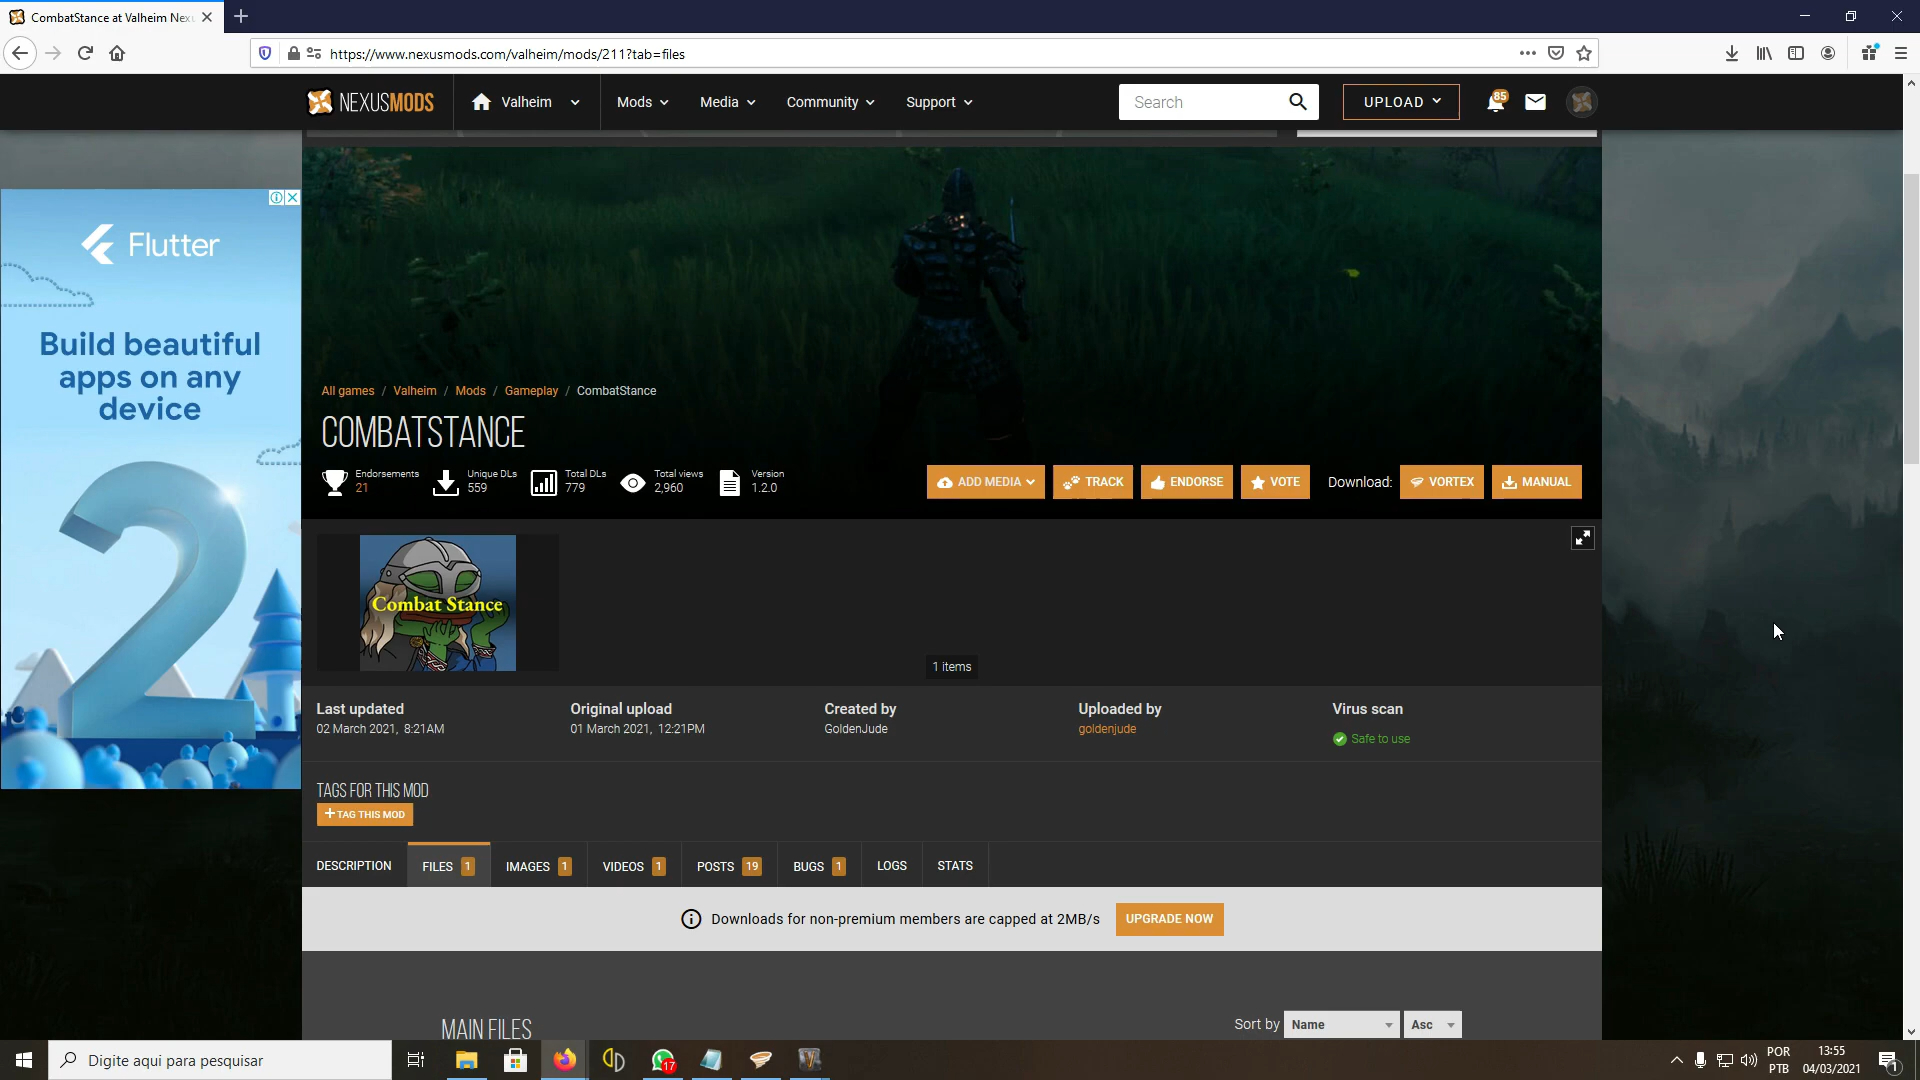 CombatStance at Valheim Nexu
https://www.nexusmods.com/valheim/mods/211?tab=files
NEXUSMODS
Valheim
Mods
Media
Community
Support
Search
UPLOAD
85
Flutter
Build beautiful
apps on any
device
2
All games / Valheim / Mods / Gameplay / CombatStance
COMBATSTANCE
Endorsements
21
Unique DLs
559
Total DLs
779
Total views
2,960
Version
1.2.0
ADD MEDIA
TRACK
ENDORSE
VOTE
Download:
VORTEX
MANUAL
Combat Stance
1 items
Last updated
02 March 2021, 8:21AM
Original upload
01 March 2021, 12:21PM
Created by
GoldenJude
Uploaded by
goldenjude
Virus scan
Safe to use
TAGS FOR THIS MOD
+ TAG THIS MOD
DESCRIPTION
FILES 1
IMAGES 1
VIDEOS 1
POSTS 19
BUGS 1
LOGS
STATS
Downloads for non-premium members are capped at 2MB/s
UPGRADE NOW
MAIN FILES
Sort by
Name
Asc
Digite aqui para pesquisar
17
POR
PTB
13:55
04/03/2021
1